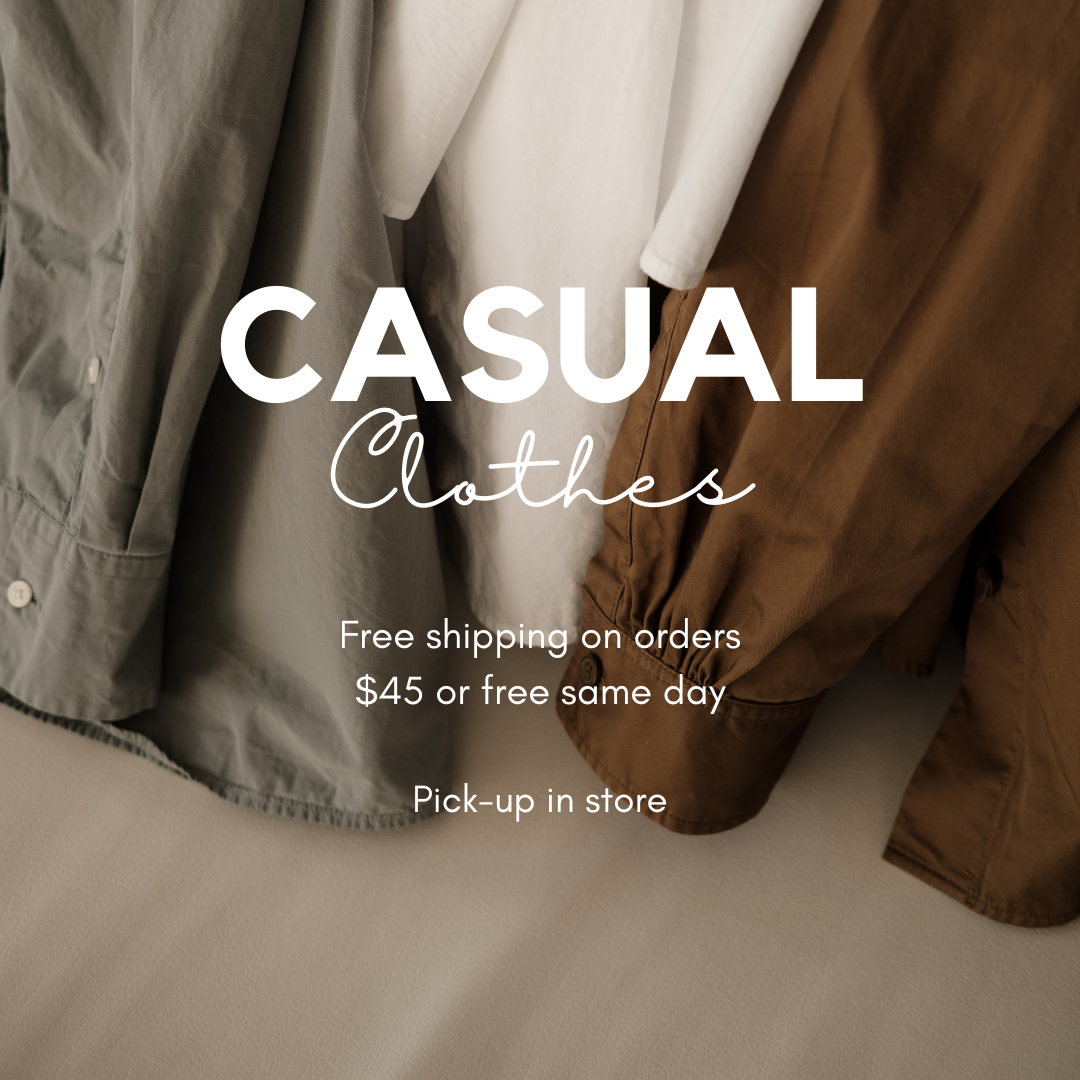 CASUAL
Clothes
Free shipping on orders
$45 or free same day
Pick-up in store